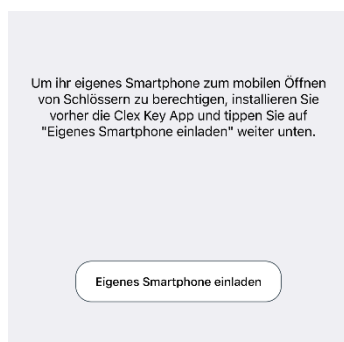 Um ihr eigenes Smartphone zum mobilen Öffnen
von Schlössern zu berechtigen, installieren Sie
vorher die Clex Key App und tippen Sie auf
"Eigenes Smartphone einladen" weiter unten.
Eigenes Smartphone einladen